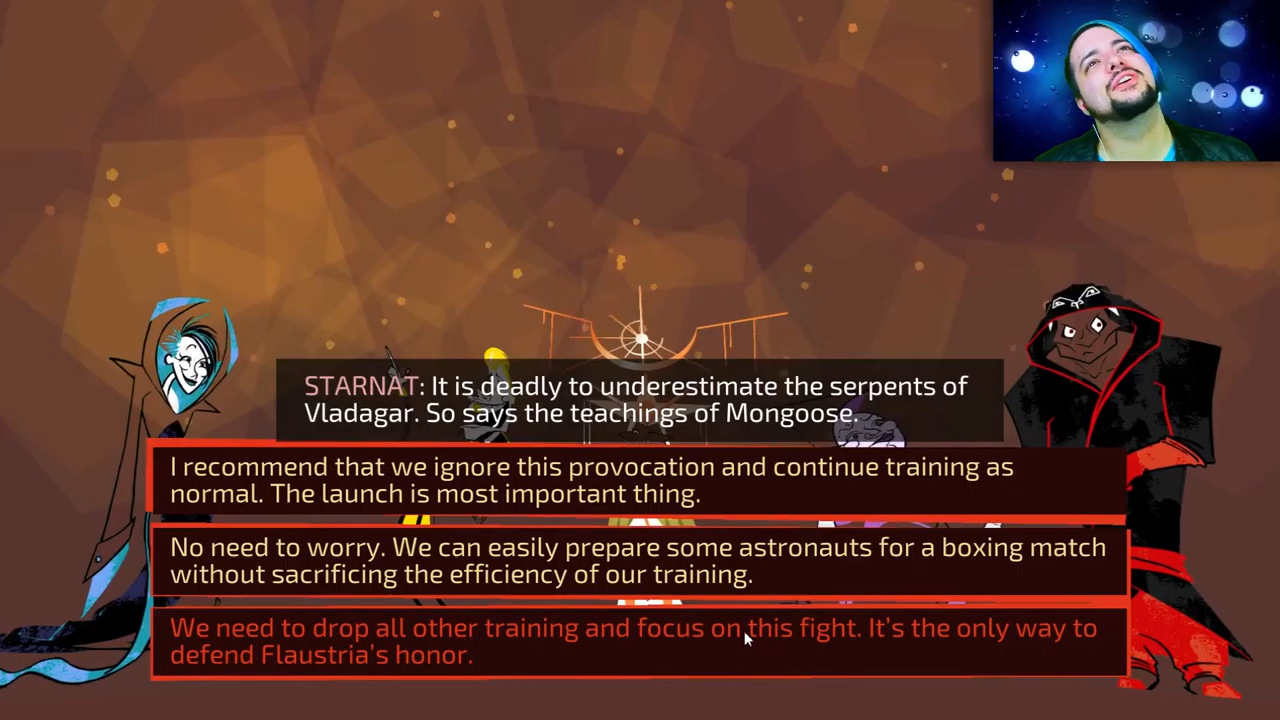 STARNAT: It is deadly to underestimate the serpents of
Vladagar. So says the teachings of Mongoose.
I recommend that we ignore this provocation and continue training as
normal. The launch is most important thing.
No need to worry. We can easily prepare some astronauts for a boxing match
without sacrificing the efficiency of our training.
We need to drop all other training and focus on this fight. It's the only way to
defend Flaustria's honor.